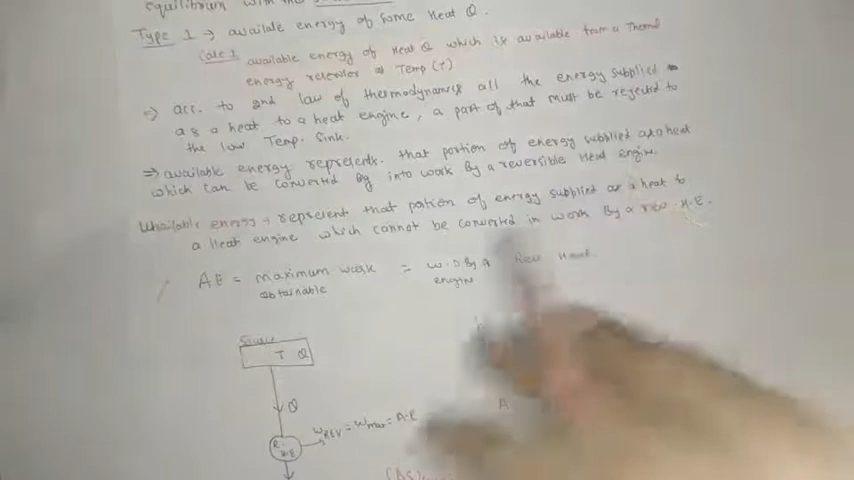 Equilibrium with the
Type 1 → availale energy of some Heat Q.
Case 1 available energy of Heat Q which is available from a Thermal
energy reservior at Temp (T)
⇒ acc. to 2nd law of thermodynamics all the energy supplied
as a heat to a heat engine, a part of that must be rejected to
the low Temp. Sink.
⇒ available energy represents that portion of energy supplied as a heat
which can be converted by into work By a reversible Heat engine.
Unavailable energy, represent that portion of energy supplied as a heat to
a Heat engine which cannot be converted in work By a rev. H.E.
AE = maximum work = W.D By A Rev Heat
obtainable engine
Source
T Q
Q
R. H.E
WREV = Wmax = A.E
A